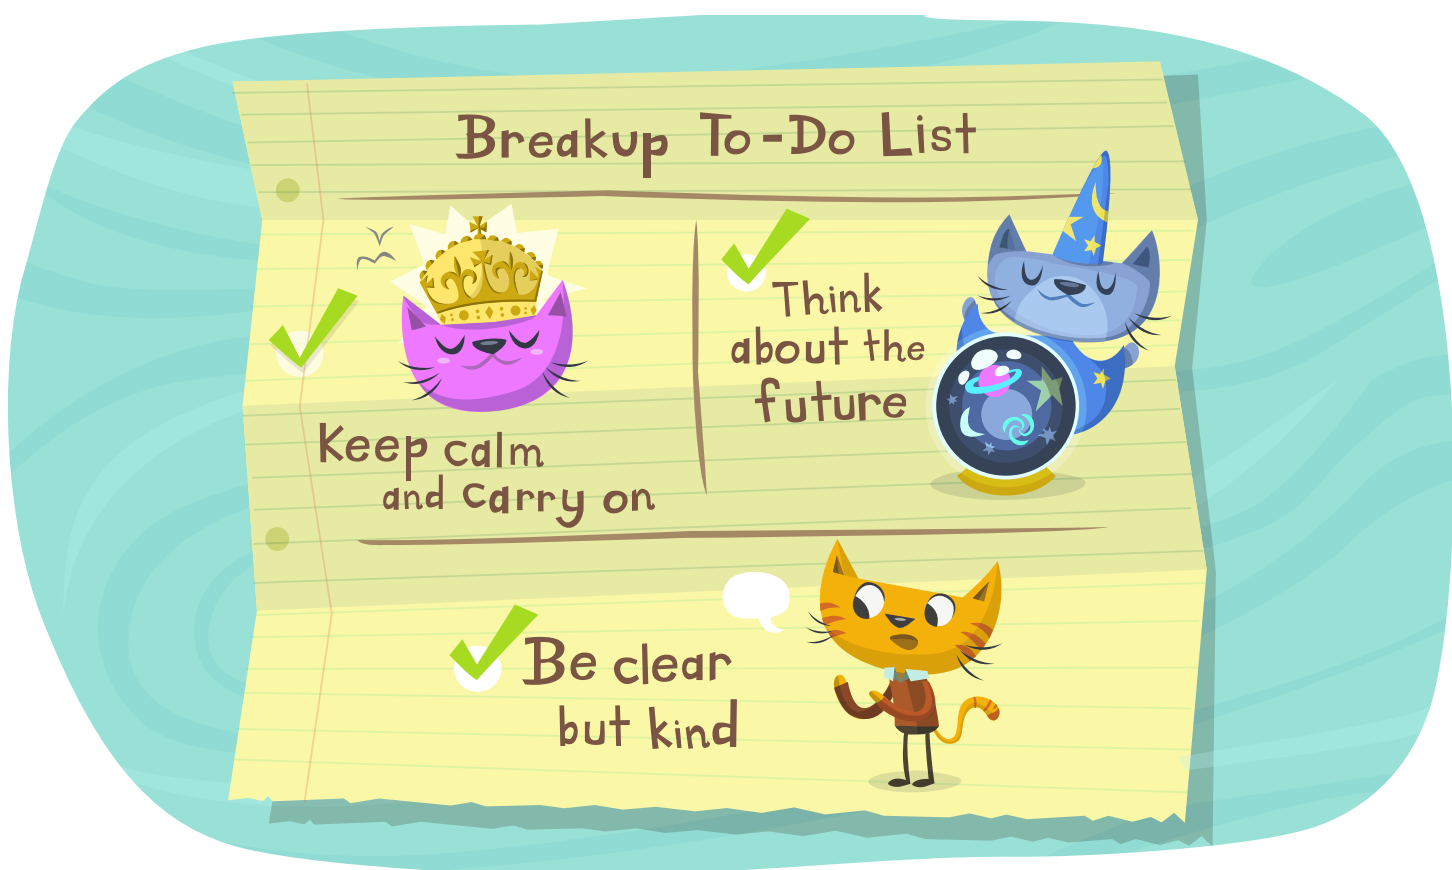 Breakup To-Do List
Keep calm
and carry on
Think
about the
future
Be clear
but kind